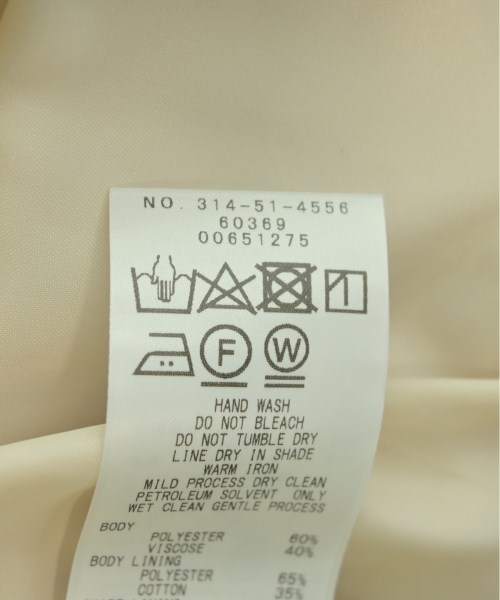 NO. 314-51-4556
60369
00651275
F W
HAND WASH
DO NOT BLEACH
DO NOT TUMBLE DRY
LINE DRY IN SHADE
WARM IRON
MILD PROCESS DRY CLEAN
PETROLEUM SOLVENT ONLY
WET CLEAN GENTLE PROCESS
BODY
POLYESTER 60%
VISCOSE 40%
BODY LINING
POLYESTER 65%
COTTON 35%